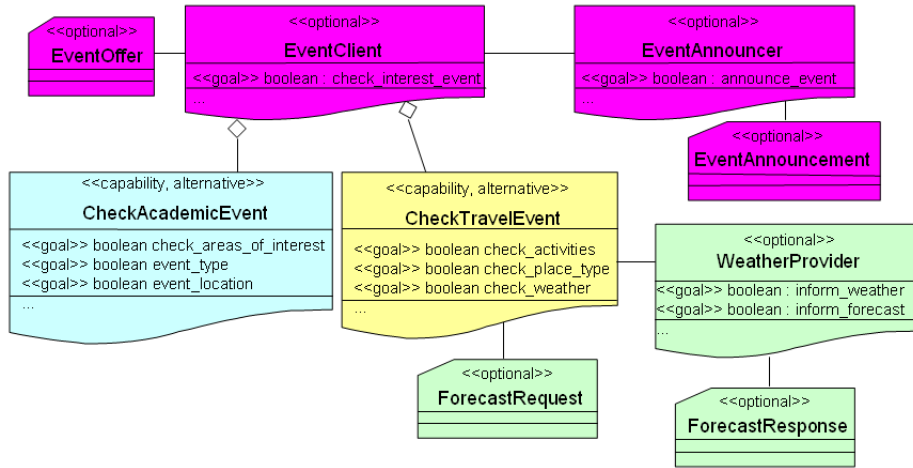 <<optional>>
EventOffer
<<optional>>
EventClient
<<goal>> boolean : check_interest_event
...
<<optional>>
EventAnnouncer
<<goal>> boolean : announce_event
...
<<optional>>
EventAnnouncement
<<capability, alternative>>
CheckAcademicEvent
<<goal>> boolean check_areas_of_interest
<<goal>> boolean event_type
<<goal>> boolean event_location
...
<<capability, alternative>>
CheckTravelEvent
<<goal>> boolean check_activities
<<goal>> boolean check_place_type
<<goal>> boolean check_weather
...
<<optional>>
WeatherProvider
<<goal>> boolean : inform_weather
<<goal>> boolean : inform_forecast
...
<<optional>>
ForecastRequest
<<optional>>
ForecastResponse